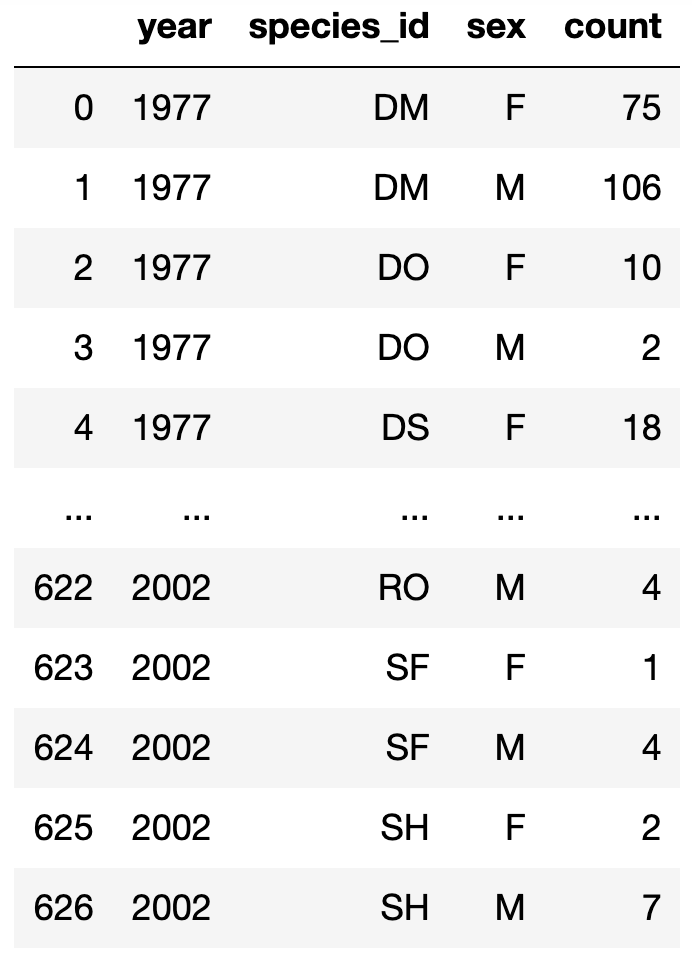 year species_id sex count
0 1977 DM F 75
1 1977 DM M 106
2 1977 DO F 10
3 1977 DO M 2
4 1977 DS F 18
... ... ... ... ...
622 2002 RO M 4
623 2002 SF F 1
624 2002 SF M 4
625 2002 SH F 2
626 2002 SH M 7